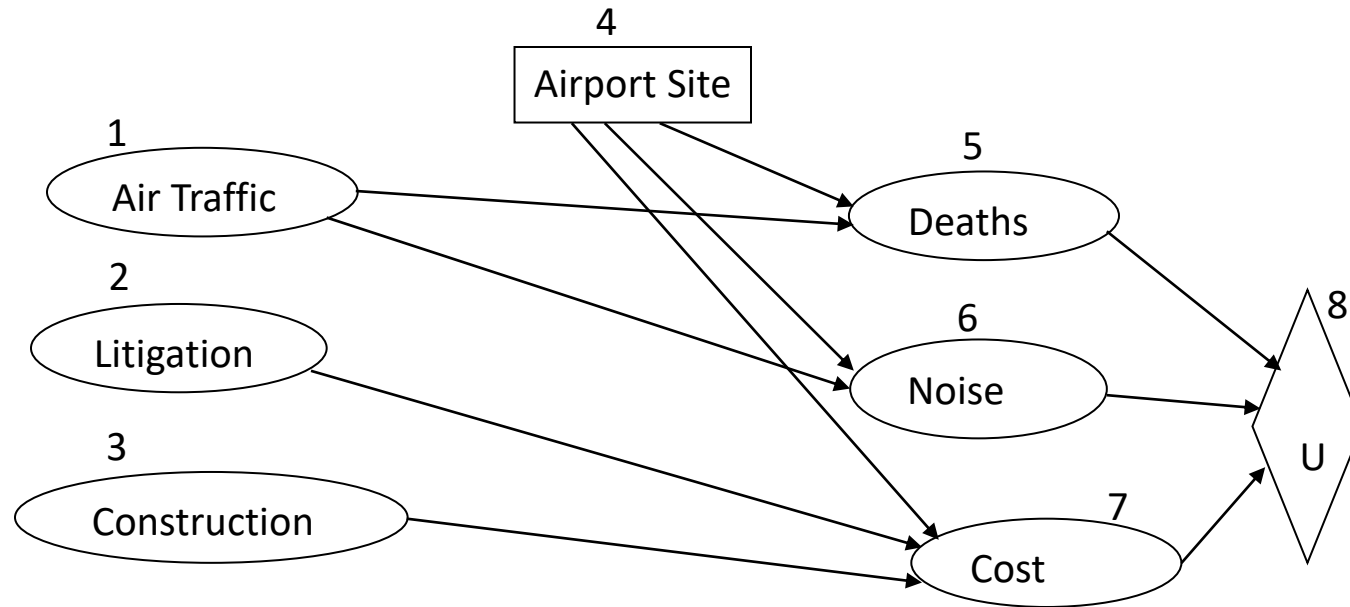 4
Airport Site
1
Air Traffic
5
Deaths
2
Litigation
6
Noise
8
U
3
Construction
7
Cost